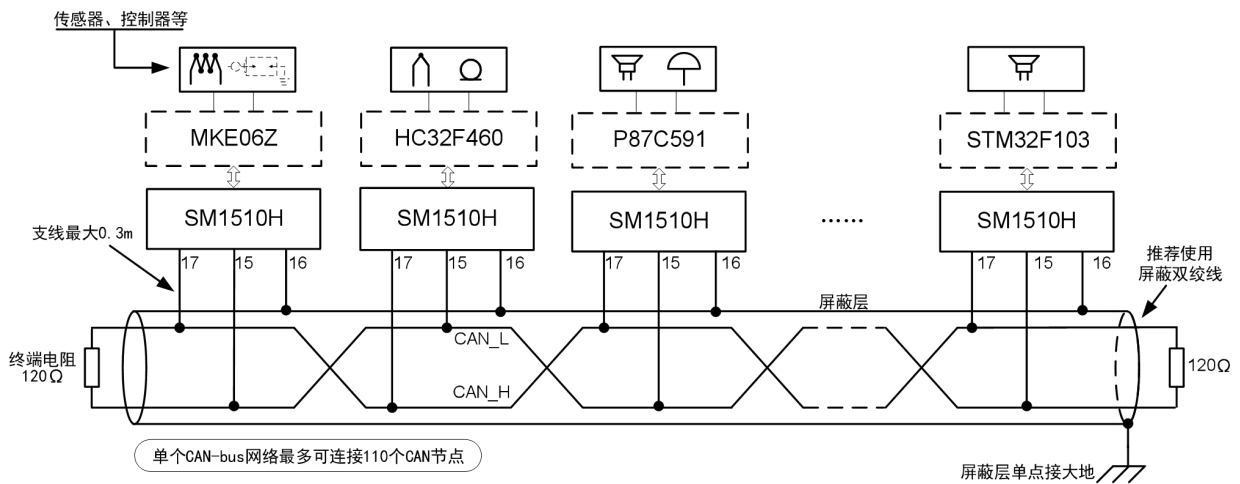 传感器、控制器等
MKE06Z
HC32F460
P87C591
STM32F103
SM1510H
SM1510H
SM1510H
……
SM1510H
支线最大0.3m
17
15
16
17
15
16
17
15
16
17
15
16
推荐使用
屏蔽双绞线
屏蔽层
CAN_L
终端电阻
120Ω
120Ω
CAN_H
单个CAN-bus网络最多可连接110个CAN节点
屏蔽层单点接大地